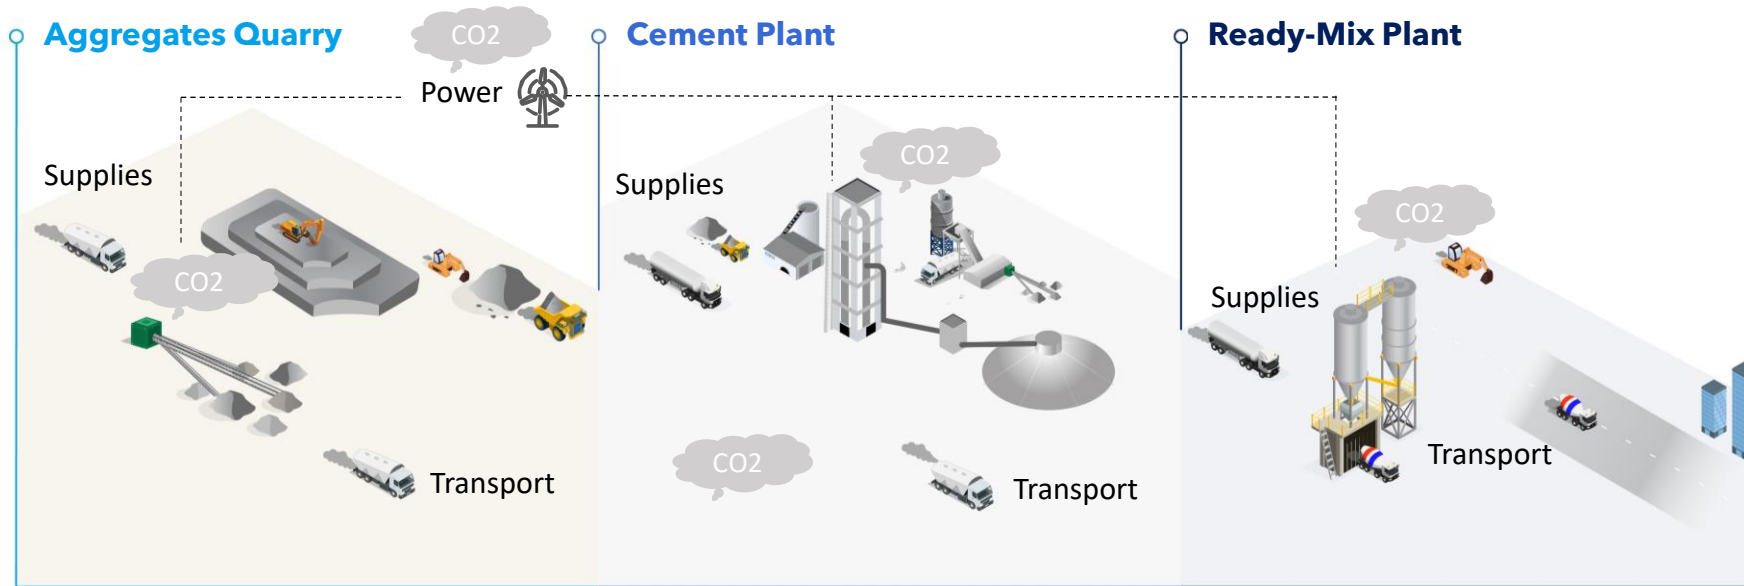 Aggregates Quarry
CO2
Power
Supplies
CO2
Transport
Cement Plant
CO2
Supplies
CO2
Transport
Ready-Mix Plant
CO2
Supplies
Transport